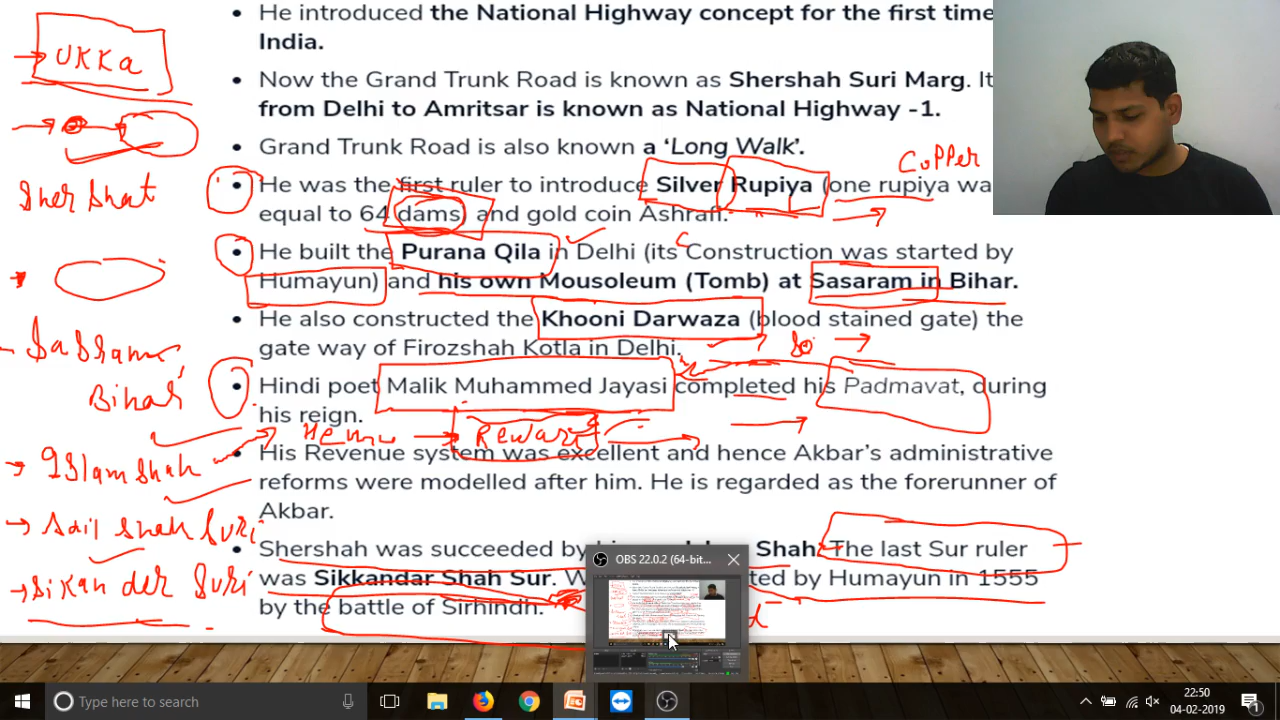 He introduced the National Highway concept for the first time
India.
Now the Grand Trunk Road is known as Shershah Suri Marg. It
from Delhi to Amritsar is known as National Highway -1.
Grand Trunk Road is also known a 'Long Walk'.
He was the first ruler to introduce Silver Rupiya (one rupiya wa
equal to 64 dams) and gold coin Ashrafi.
He built the Purana Qila in Delhi (its Construction was started by
Humayun) and his own Mousoleum (Tomb) at Sasaram in Bihar.
He also constructed the Khooni Darwaza (blood stained gate) the
gate way of Firozshah Kotla in Delhi.
Hindi poet Malik Muhammed Jayasi completed his Padmavat, during
his reign.
His Revenue system was excellent and hence Akbar's administrative
reforms were modelled after him. He is regarded as the forerunner of
Akbar.
Shershah was succeeded by Shah. The last Sur ruler
was Sikkandar Shah Sur. ted by Humayun in 1555
by the battle of Sirhindh.
UKKa
Sher Shah
Copper
Bihar
Hemu Rewari
Islam Shah
Sikander Suri
OBS 22.0.2 (64-bit...
Type here to search
22:50
04-02-2019
1